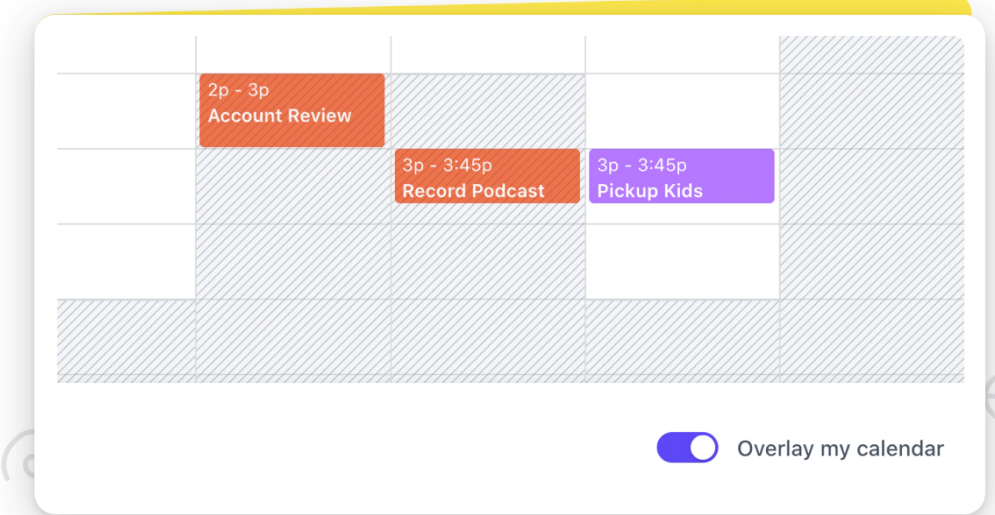 2p - 3p
Account Review
3p - 3:45p
Record Podcast
3p - 3:45p
Pickup Kids
Overlay my calendar